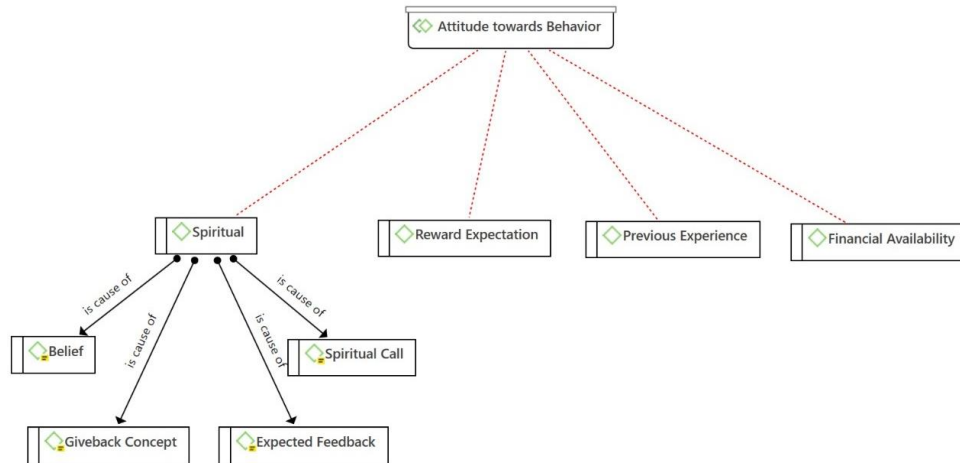 Attitude towards Behavior
Spiritual
Reward Expectation
Previous Experience
Financial Availability
is cause of
is cause of
is cause of
is cause of
Belief
Spiritual Call
Giveback Concept
Expected Feedback